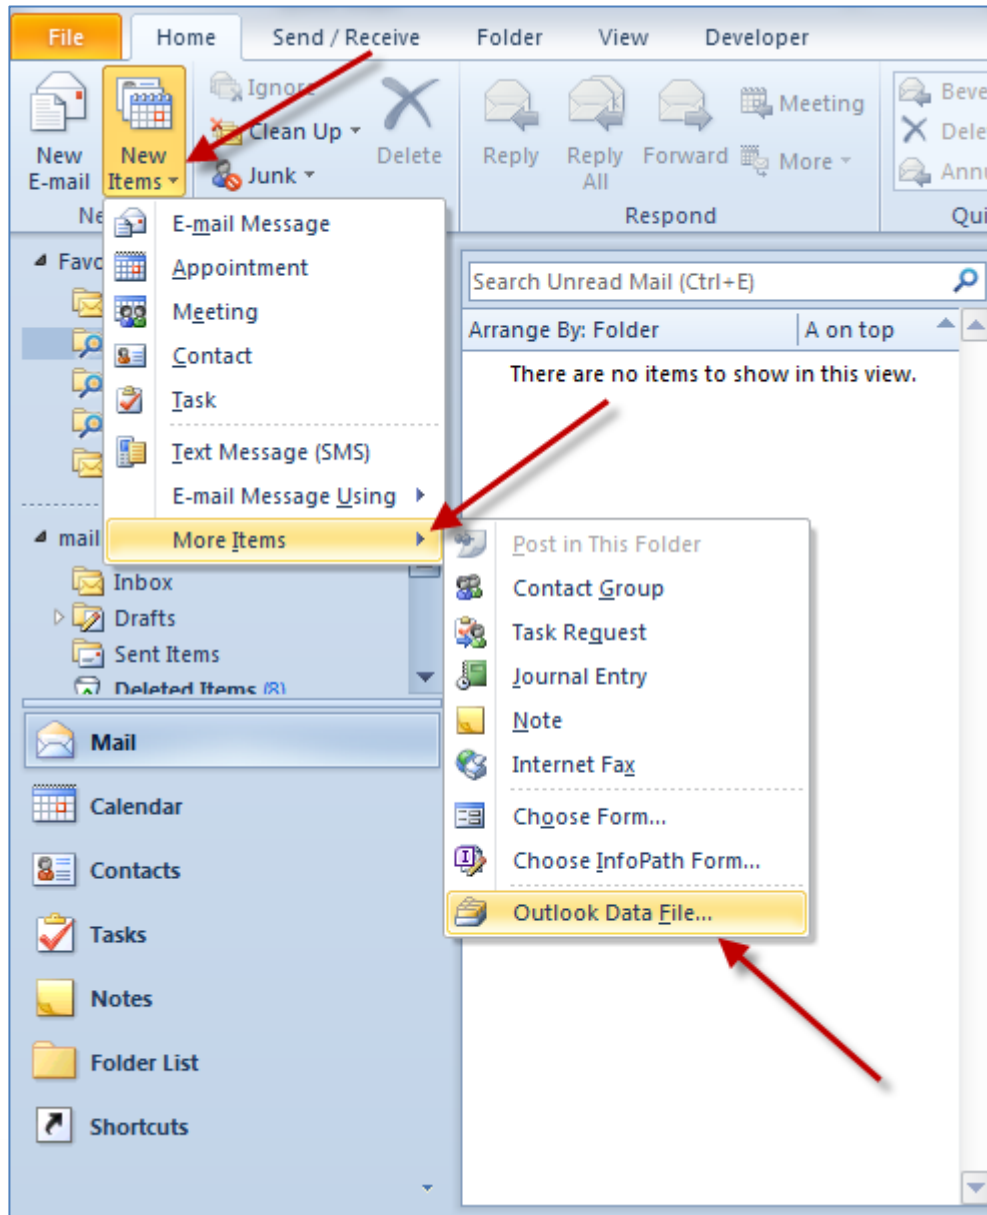 File Home Send / Receive Folder View Developer
New E-mail
New Items
Ignore
Clean Up
Junk
Delete
Reply
Reply All
Forward
Meeting
More
Respond
E-mail Message
Appointment
Meeting
Contact
Task
Text Message (SMS)
E-mail Message Using
More Items
Post in This Folder
Contact Group
Task Request
Journal Entry
Note
Internet Fax
Choose Form...
Choose InfoPath Form...
Outlook Data File...
mail
Inbox
Drafts
Sent Items
Deleted Items (8)
Mail
Calendar
Contacts
Tasks
Notes
Folder List
Shortcuts
Search Unread Mail (Ctrl+E)
Arrange By: Folder A on top
There are no items to show in this view.